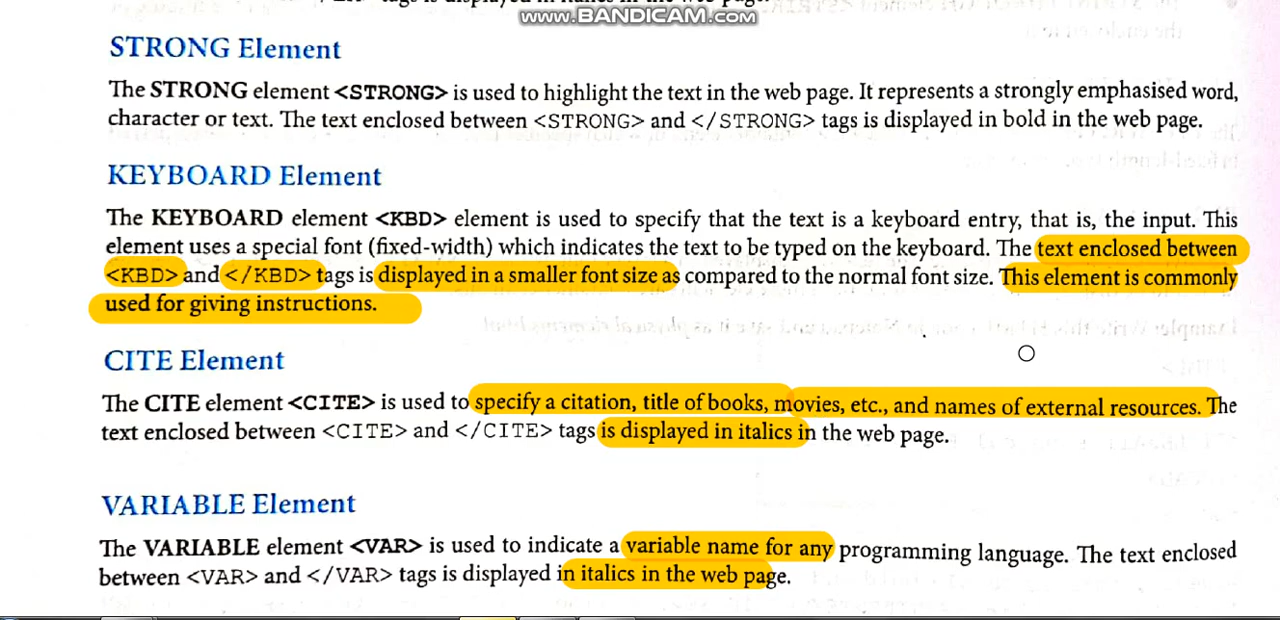 www.BANDICAM.com
STRONG Element
The STRONG element <STRONG> is used to highlight the text in the web page. It represents a strongly emphasised word,
character or text. The text enclosed between <STRONG> and </STRONG> tags is displayed in bold in the web page.
KEYBOARD Element
The KEYBOARD element <KBD> element is used to specify that the text is a keyboard entry, that is, the input. This
element uses a special font (fixed-width) which indicates the text to be typed on the keyboard. The text enclosed between
<KBD> and </KBD> tags is displayed in a smaller font size as compared to the normal font size. This element is commonly
used for giving instructions.
CITE Element
The CITE element <CITE> is used to specify a citation, title of books, movies, etc., and names of external resources. The
text enclosed between <CITE> and </CITE> tags is displayed in italics in the web page.
VARIABLE Element
The VARIABLE element <VAR> is used to indicate a variable name for any programming language. The text enclosed
between <VAR> and </VAR> tags is displayed in italics in the web page.